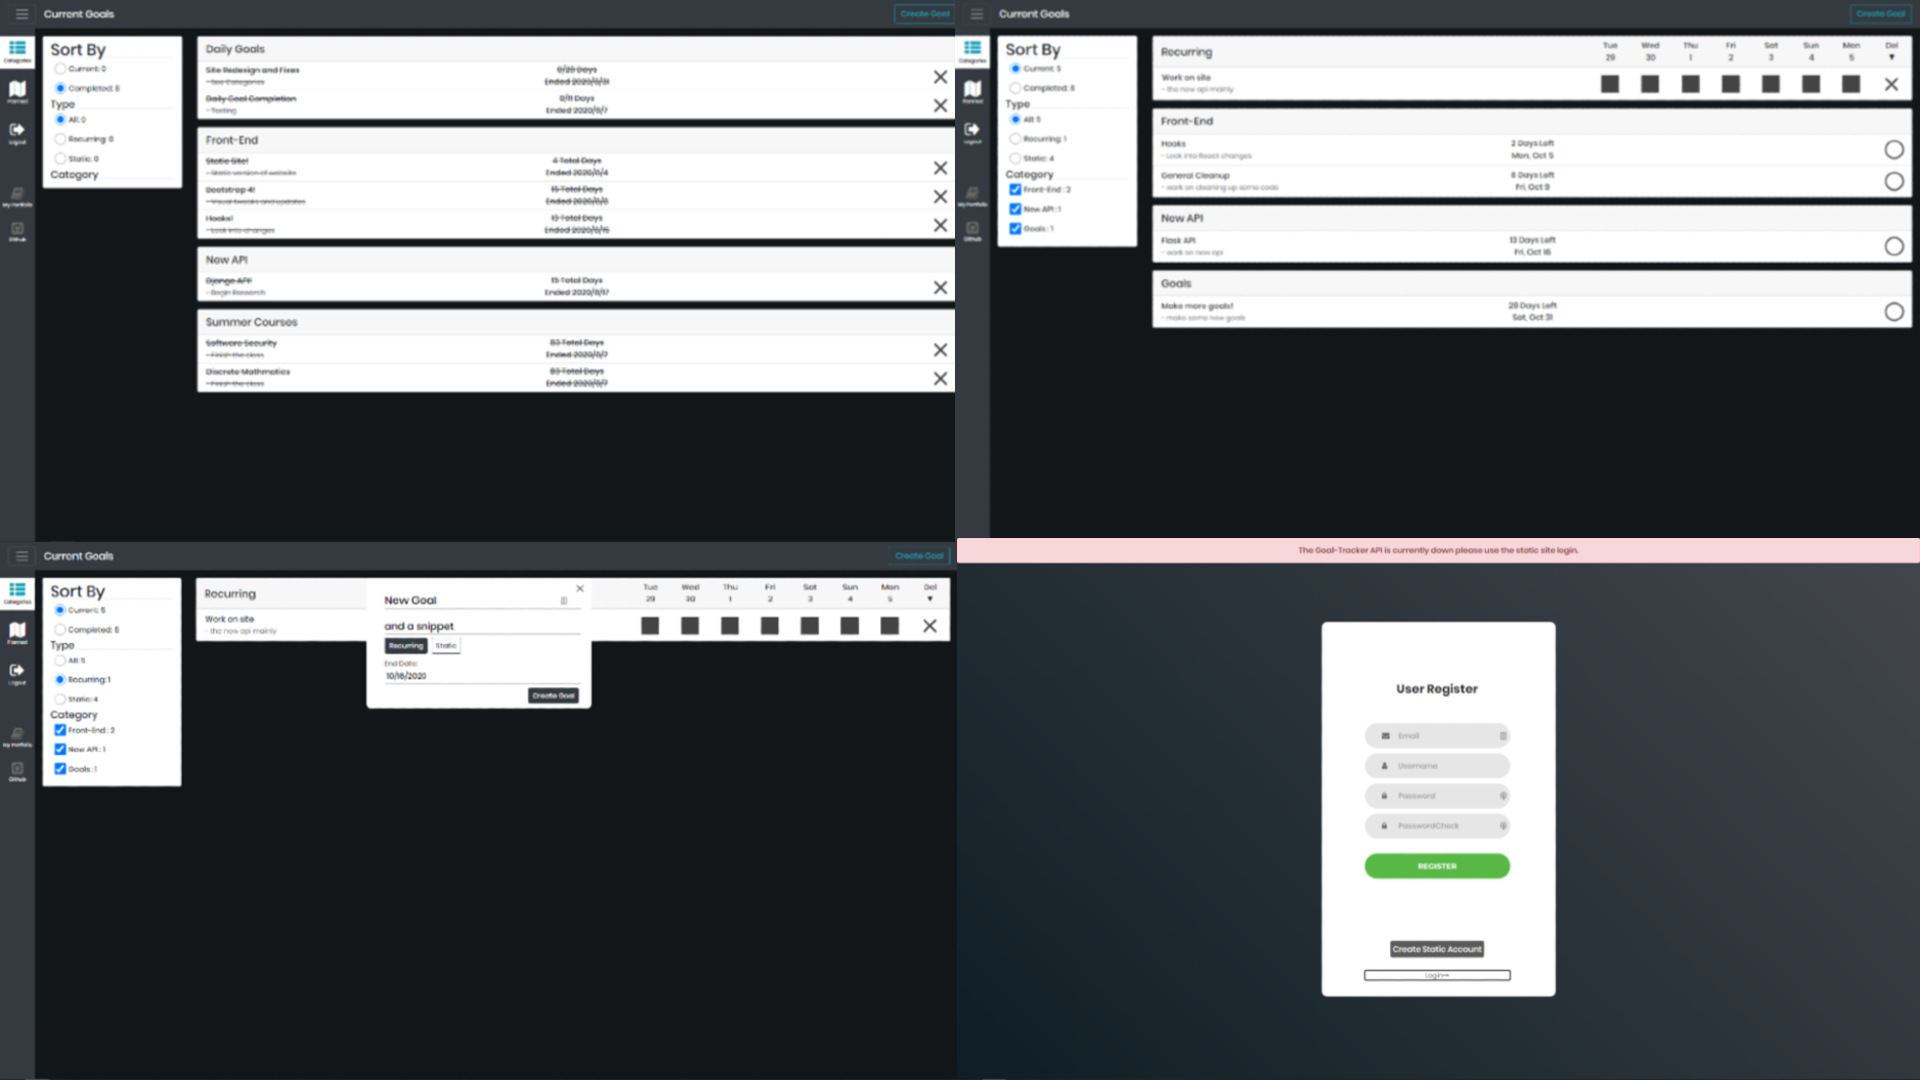 Current Goals
Create Goal
Categories
Planned
Logout
My Portfolio
Github
Sort By
Current: 0
Completed: 8
Type
All: 0
Recurring: 0
Static: 0
Category
Daily Goals
Site Redesign and Fixes
- See Categories
Ended 2020/8/31
Daily Goal Completion
- Testing
0/11 Days
Ended 2020/8/7
Front-End
Static Site!
- Static version of website
4 Total Days
Ended 2020/8/4
Bootstrap 4!
- Visual tweaks and updates
15 Total Days
Hooks!
- Look into changes
13 Total Days
Ended 2020/8/15
New API
Django API!
- Begin Research
15 Total Days
Ended 2020/8/17
Summer Courses
Software Security
- Finish the class
83 Total Days
Ended 2020/8/7
Discrete Mathmatics
- Finish the class
83 Total Days
Ended 2020/8/7
Current Goals
Create Goal
Categories
Planned
Logout
My Portfolio
Github
Sort By
Current: 5
Completed: 8
Type
All: 5
Recurring: 1
Static: 4
Category
Front-End : 2
New API : 1
Goals : 1
Recurring
Tue Wed Thu Fri Sat Sun Mon Del
29 30 1 2 3 4 5 ▼
Work on site
- the new api mainly
Front-End
Hooks
- Look into React changes
2 Days Left
Mon, Oct 5
General Cleanup
- work on cleaning up some code
6 Days Left
Fri, Oct 9
New API
Flask API
- work on new api
13 Days Left
Fri, Oct 16
Goals
Make more goals!
- make some new goals
28 Days Left
Sat, Oct 31
Current Goals
Create Goal
Categories
Planned
Logout
My Portfolio
Github
Sort By
Current: 5
Completed: 8
Type
All: 5
Recurring: 1
Static: 4
Category
Front-End : 2
New API : 1
Goals : 1
Recurring
Tue Wed Thu Fri Sat Sun Mon Del
29 30 1 2 3 4 5 ▼
Work on site
- the new api mainly
New Goal
and a snippet
Recurring Static
End Date:
10/18/2020
Create Goal
The Goal-Tracker API is currently down please use the static site login.
User Register
Email
Username
Password
PasswordCheck
REGISTER
Create Static Account
Login